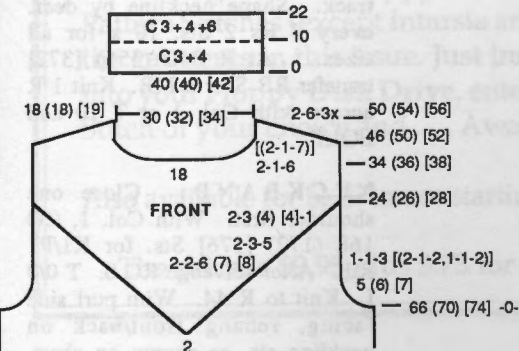 22
C 3+4+6
10
C 3+4
0
40 (40) [42]
18 (18) [19]
30 (32) [34]
2-6-3x
50 (54) [56]
46 (50) [52]
[(2-1-7)]
2-1-6
34 (36) [38]
18
24 (26) [28]
FRONT
2-3 (4) [4]-1
2-3-5
2-2-6 (7) [8]
1-1-3 [(2-1-2,1-1-2)]
5 (6) [7]
66 (70) [74] -0-
2